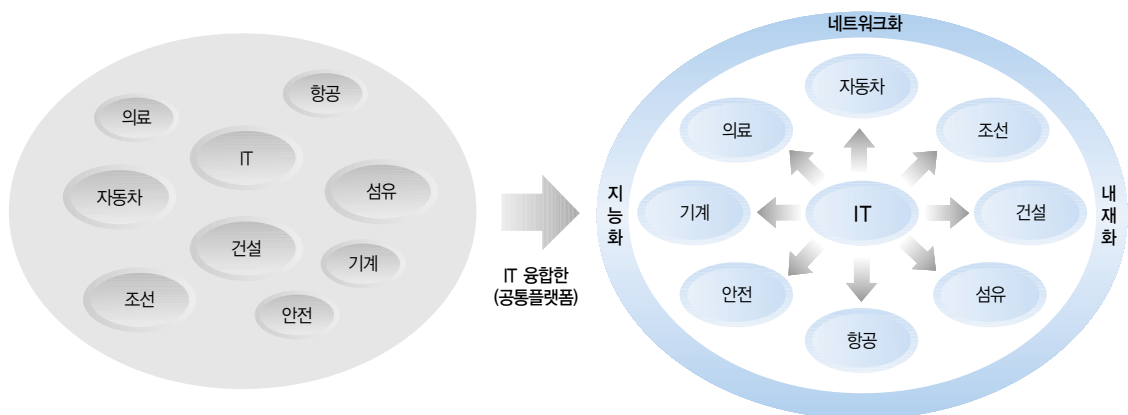 항공
의료
IT
자동차
섬유
건설
기계
조선
안전
IT 융합한
(공통플랫폼)
네트워크화
자동차
의료
조선
지능화
기계
IT
건설
내재화
안전
섬유
항공